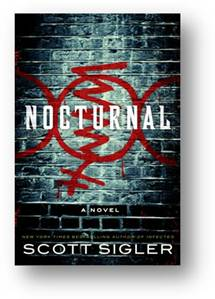 NOCTURNAL
A NOVEL
NEW YORK TIMES BESTSELLING AUTHOR OF INFECTED
SCOTT SIGLER